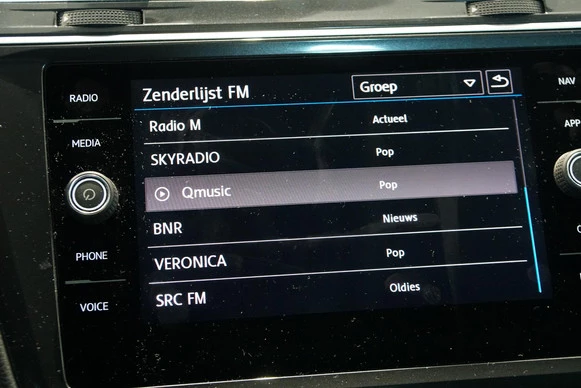 Zenderlijst FM Groep
RADIO
MEDIA
PHONE
VOICE
Radio M Actueel
SKYRADIO Pop
Qmusic Pop
BNR Nieuws
VERONICA Pop
SRC FM Oldies
NAV
APP